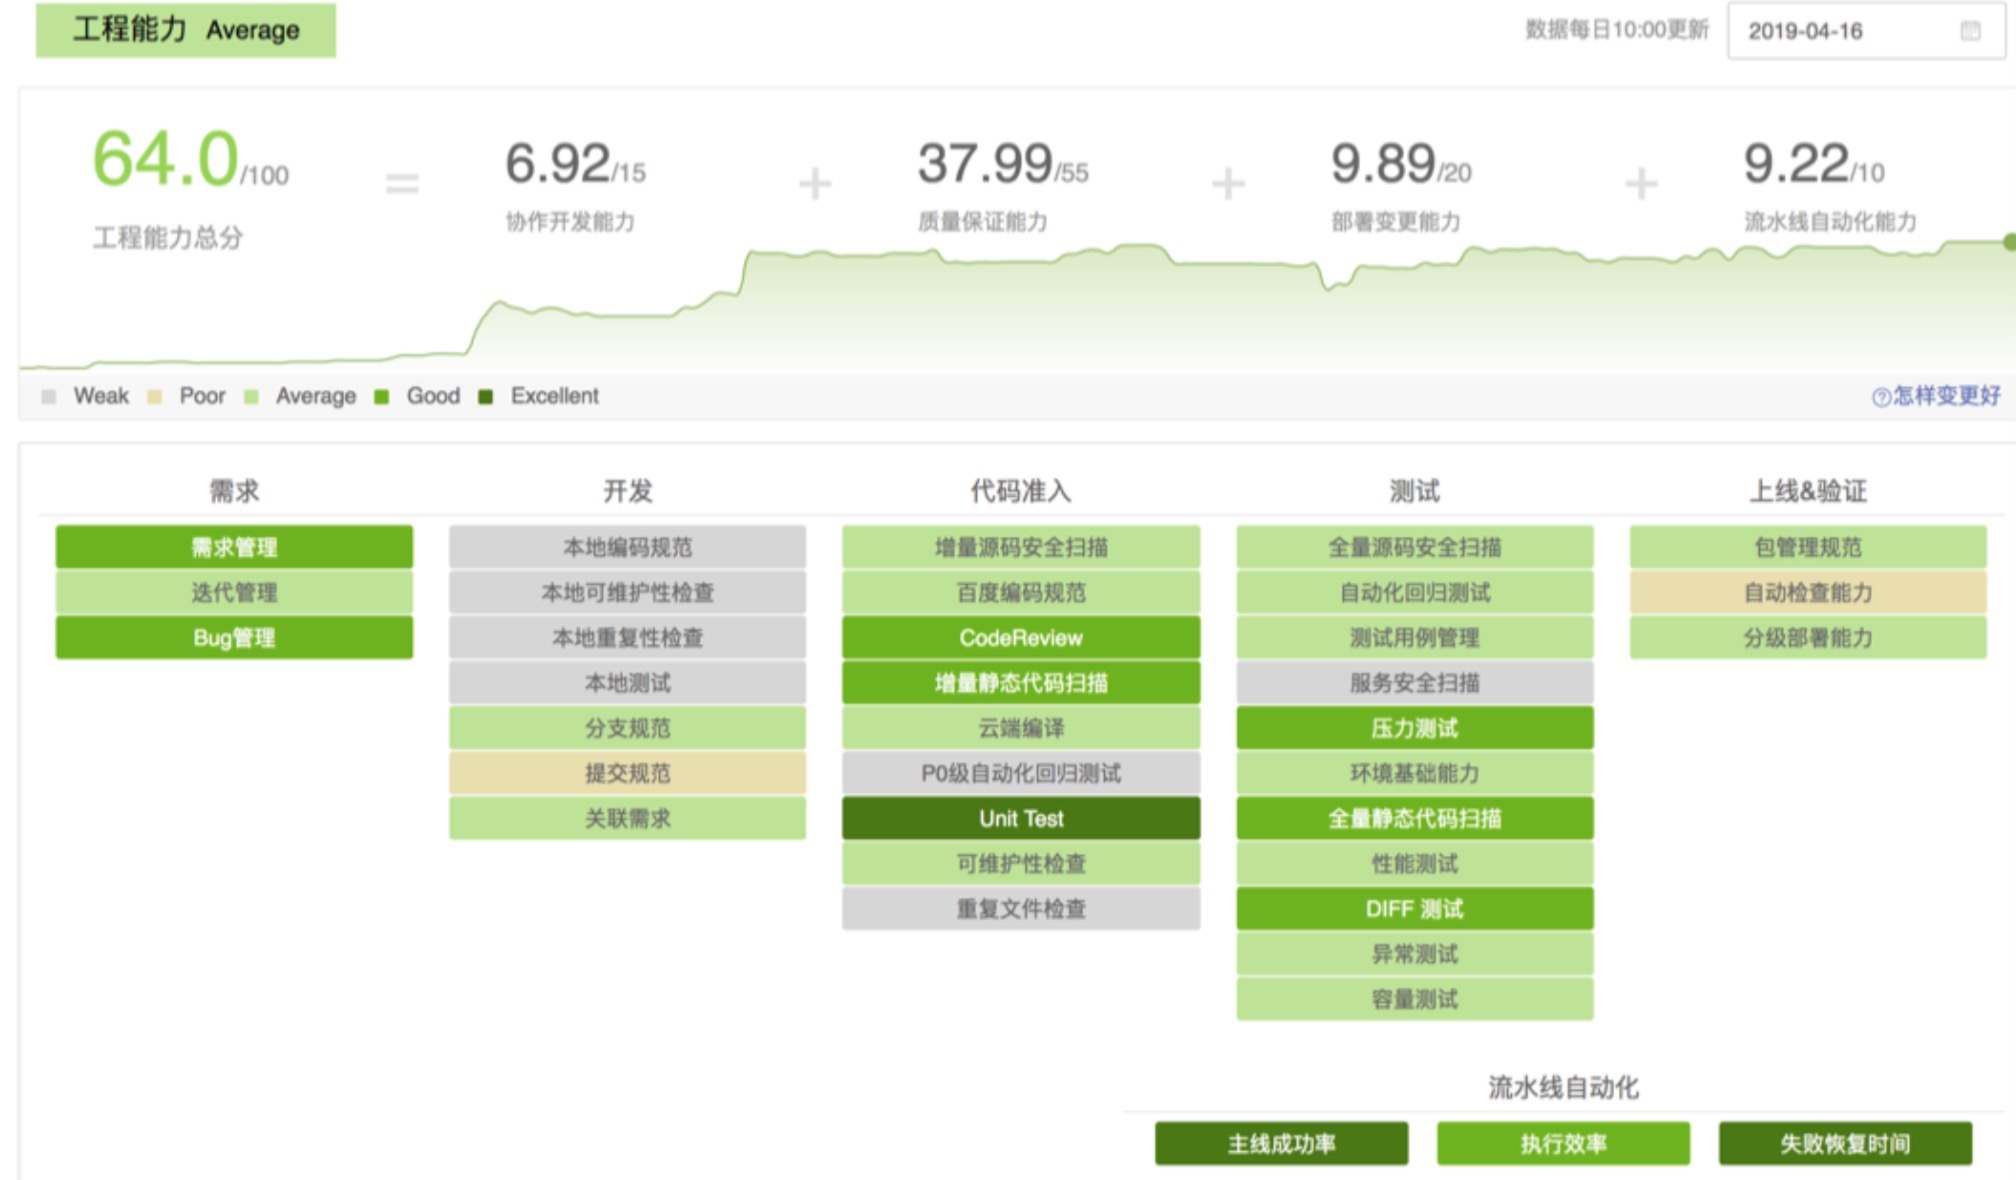 工程能力 Average
数据每日10:00更新 2019-04-16
64.0/100 = 6.92/15 + 37.99/55 + 9.89/20 + 9.22/10
工程能力总分 协作开发能力 质量保证能力 部署变更能力 流水线自动化能力
Weak Poor Average Good Excellent
?怎样变更好
需求
需求管理
迭代管理
Bug管理
开发
本地编码规范
本地可维护性检查
本地重复性检查
本地测试
分支规范
提交规范
关联需求
代码准入
增量源码安全扫描
百度编码规范
CodeReview
增量静态代码扫描
云端编译
P0级自动化回归测试
Unit Test
可维护性检查
重复文件检查
测试
全量源码安全扫描
自动化回归测试
测试用例管理
服务安全扫描
压力测试
环境基础能力
全量静态代码扫描
性能测试
DIFF 测试
异常测试
容量测试
上线&验证
包管理规范
自动检查能力
分级部署能力
流水线自动化
主线成功率 执行效率 失败恢复时间